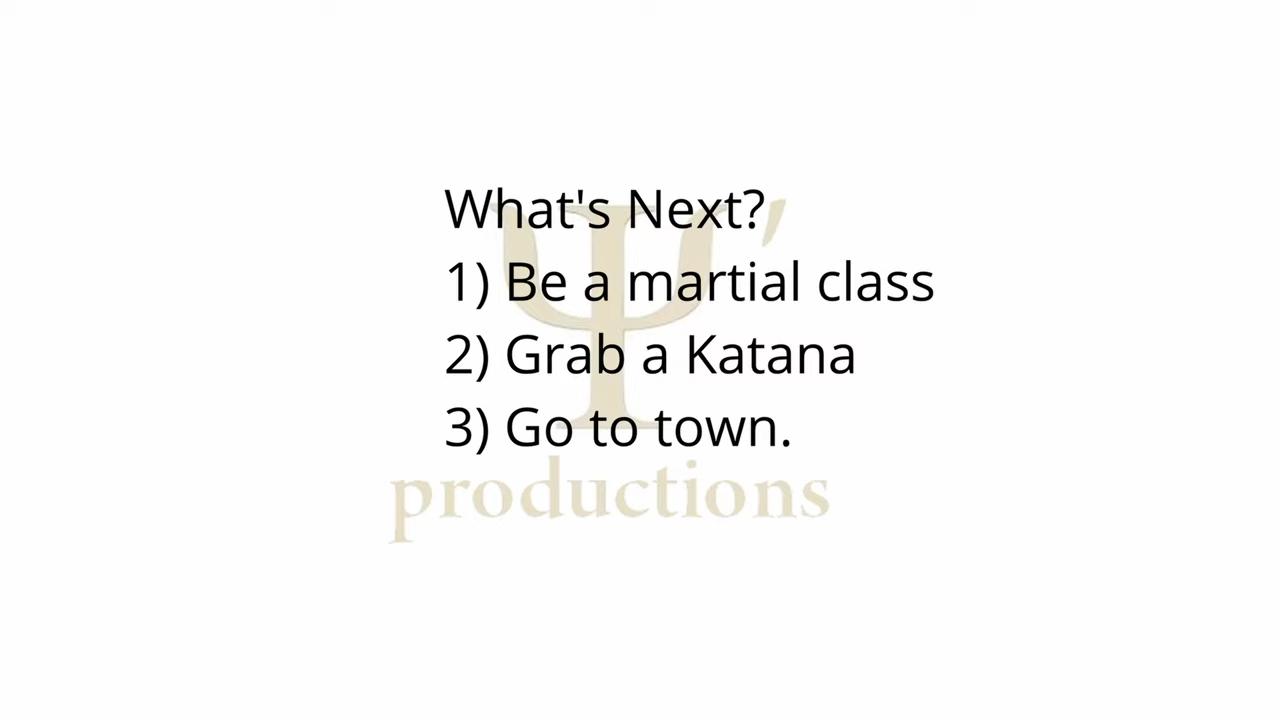 What's Next?
1) Be a martial class
2) Grab a Katana
3) Go to town.
Ψ′
productions